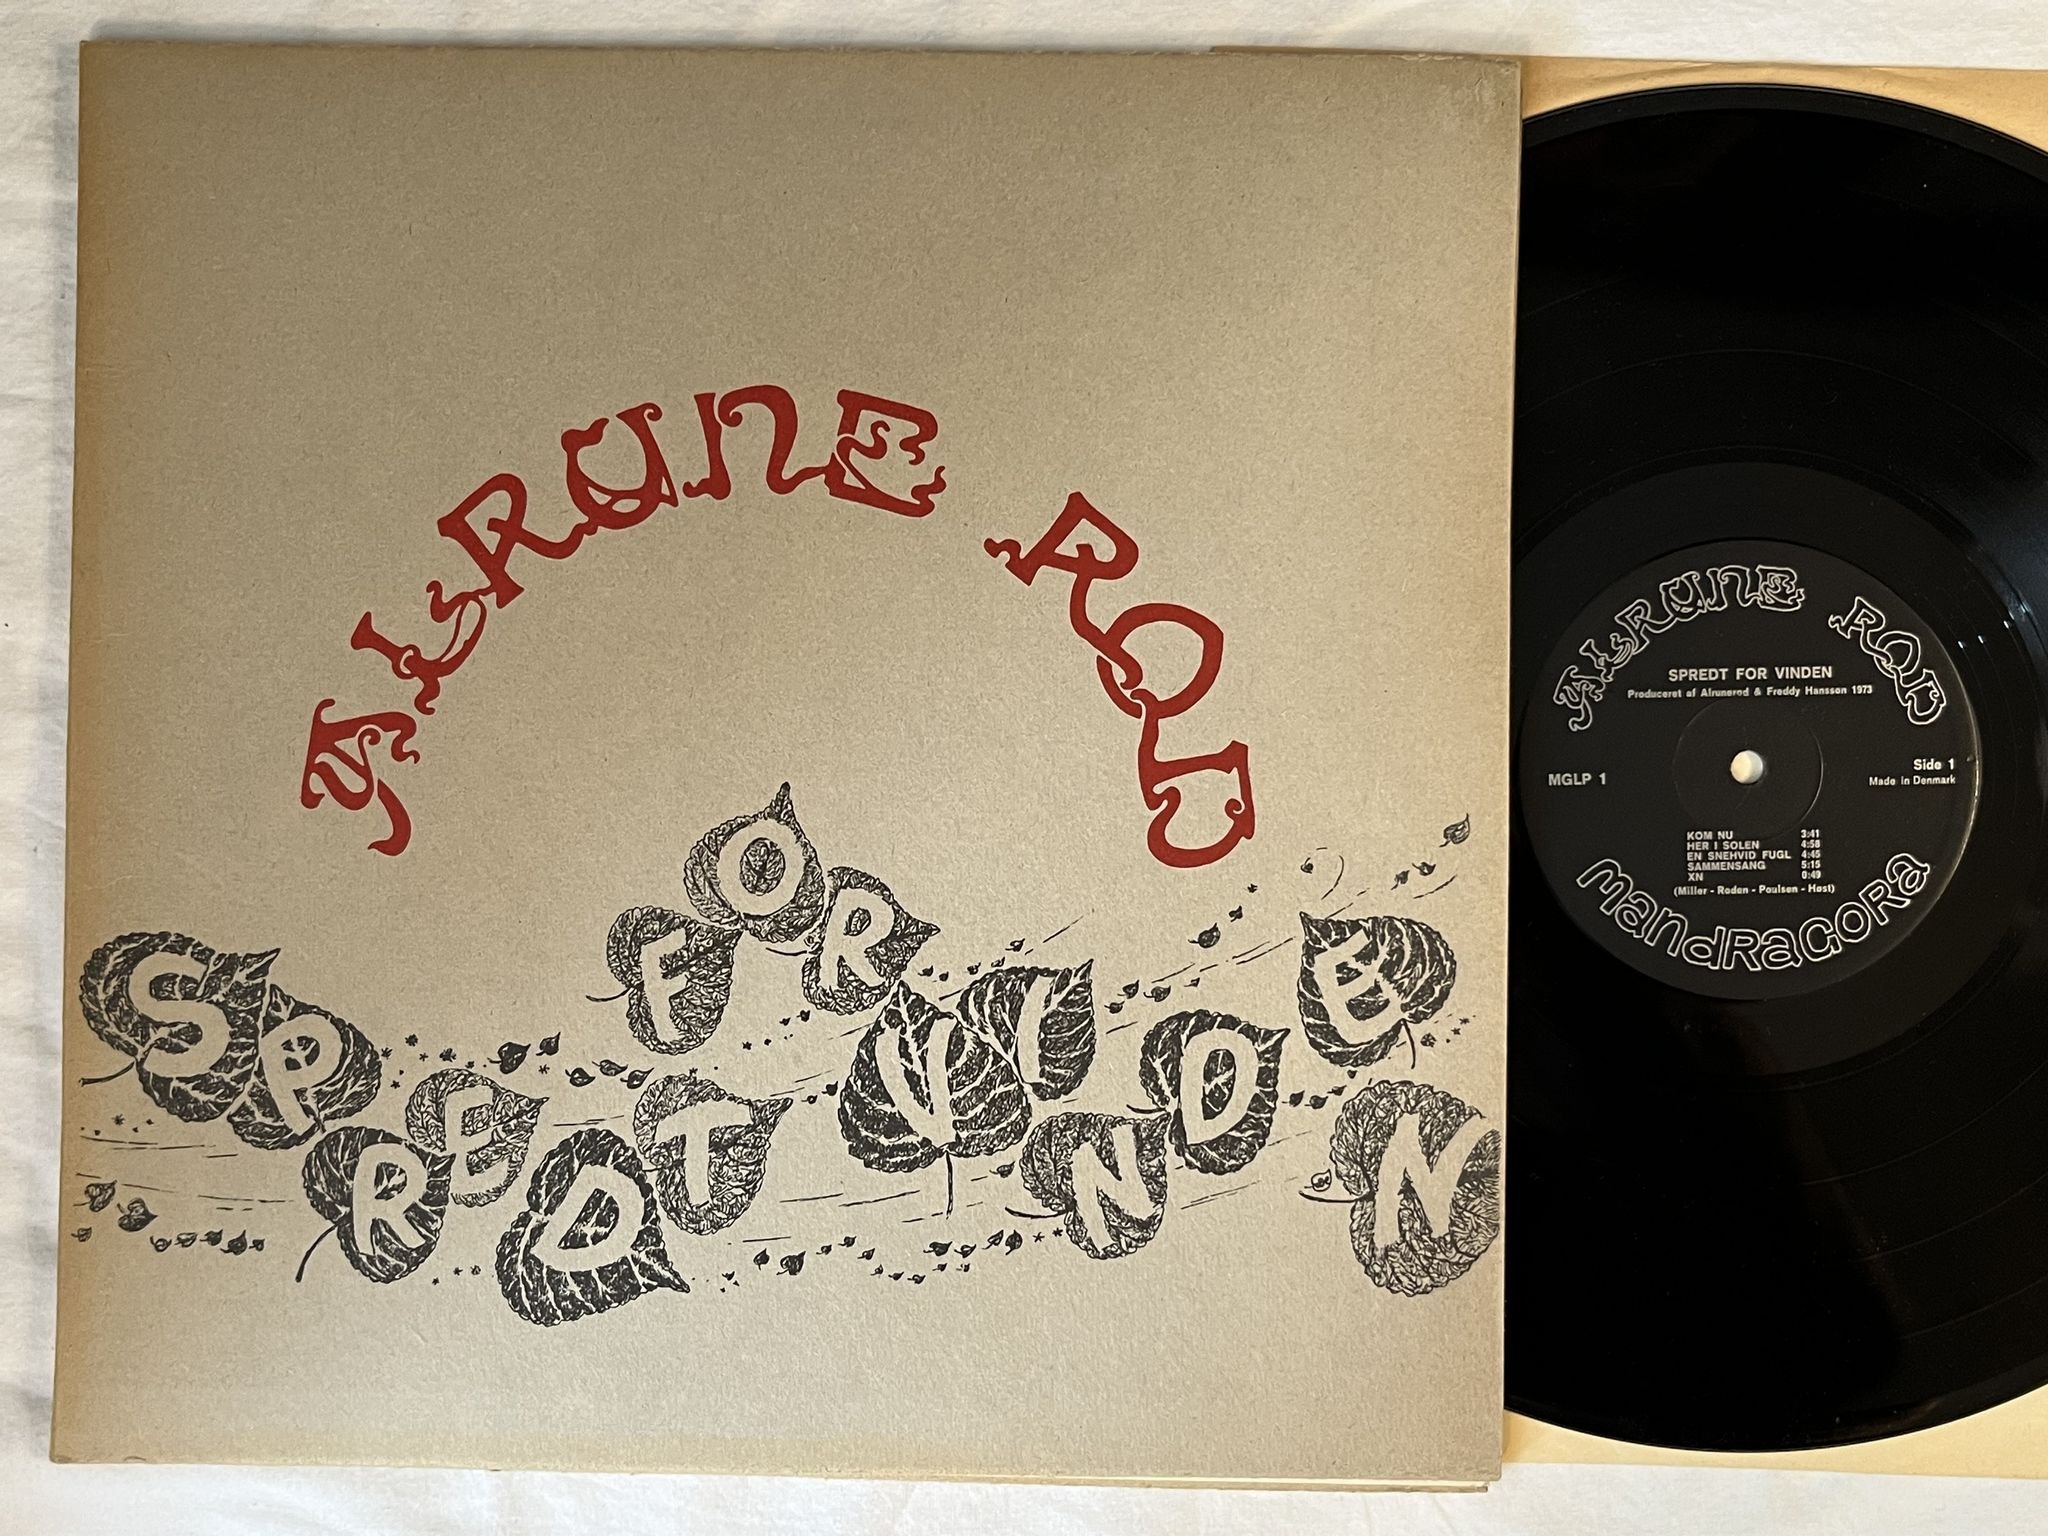 ALRUNE ROD
SPREDT FOR VINDEN
ALRUNE ROD
SPREDT FOR VINDEN
Produceret af Alrunerod & Freddy Hansson 1973
MGLP 1
Side 1
Made in Denmark
KOM NU 3:41
HER I SOLEN 4:58
EN SNEHVID FUGL 4:45
SAMMENSANG 5:15
XN 0:49
(Miller - Roden - Poulsen - Høst)
mandRaGORa